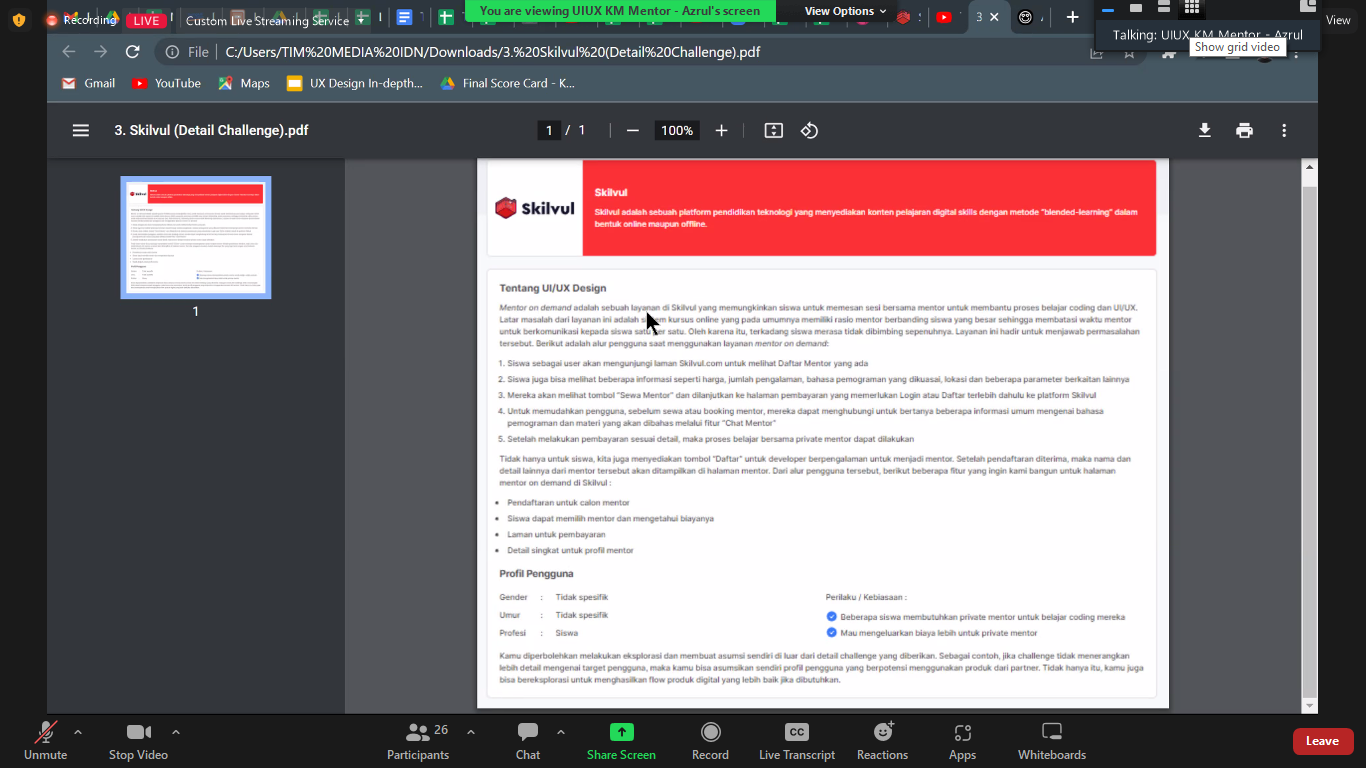 Recording LIVE Custom Live Streaming Service
You are viewing UIUX KM Mentor - Azrul's screen
View Options
View
Talking: UIUX KM Mentor - Azrul
Show grid video
File C:/Users/TIM%20MEDIA%20IDN/Downloads/3.%20Skilvul%20(Detail%20Challenge).pdf
Gmail YouTube Maps UX Design In-depth... Final Score Card - K...
3. Skilvul (Detail Challenge).pdf
1 / 1 100%
1
Skilvul
Skilvul
Skilvul adalah sebuah platform pendidikan teknologi yang menyediakan konten pelajaran digital skills dengan metode "blended-learning" dalam
bentuk online maupun offline.
Tentang UI/UX Design
Mentor on demand adalah sebuah layanan di Skilvul yang memungkinkan siswa untuk memesan sesi bersama mentor untuk membantu proses belajar coding dan UI/UX.
Latar masalah dari layanan ini adalah sistem kursus online yang pada umumnya memiliki rasio mentor berbanding siswa yang besar sehingga membatasi waktu mentor
untuk berkomunikasi kepada siswa satu per satu. Oleh karena itu, terkadang siswa merasa tidak dibimbing sepenuhnya. Layanan ini hadir untuk menjawab permasalahan
tersebut. Berikut adalah alur pengguna saat menggunakan layanan mentor on demand:
1. Siswa sebagai user akan mengunjungi laman Skilvul.com untuk melihat Daftar Mentor yang ada
2. Siswa juga bisa melihat beberapa informasi seperti harga, jumlah pengalaman, bahasa pemograman yang dikuasai, lokasi dan beberapa parameter berkaitan lainnya
3. Mereka akan melihat tombol "Sewa Mentor" dan dilanjutkan ke halaman pembayaran yang memerlukan Login atau Daftar terlebih dahulu ke platform Skilvul
4. Untuk memudahkan pengguna, sebelum sewa atau booking mentor, mereka dapat menghubungi untuk bertanya beberapa informasi umum mengenai bahasa
pemograman dan materi yang akan dibahas melalui fitur "Chat Mentor"
5. Setelah melakukan pembayaran sesuai detail, maka proses belajar bersama private mentor dapat dilakukan
Tidak hanya untuk siswa, kita juga menyediakan tombol "Daftar" untuk developer berpengalaman untuk menjadi mentor. Setelah pendaftaran diterima, maka nama dan
detail lainnya dari mentor tersebut akan ditampilkan di halaman mentor. Dari alur pengguna tersebut, berikut beberapa fitur yang ingin kami bangun untuk halaman
mentor on demand di Skilvul :
• Pendaftaran untuk calon mentor
• Siswa dapat memilih mentor dan mengetahui biayanya
• Laman untuk pembayaran
• Detail singkat untuk profil mentor
Profil Pengguna
Gender : Tidak spesifik
Umur : Tidak spesifik
Profesi : Siswa
Perilaku / Kebiasaan :
Beberapa siswa membutuhkan private mentor untuk belajar coding mereka
Mau mengeluarkan biaya lebih untuk private mentor
Kamu diperbolehkan melakukan eksplorasi dan membuat asumsi sendiri di luar dari detail challenge yang diberikan. Sebagai contoh, jika challenge tidak menerangkan
lebih detail mengenai target pengguna, maka kamu bisa asumsikan sendiri profil pengguna yang berpotensi menggunakan produk dari partner. Tidak hanya itu, kamu juga
bisa bereksplorasi untuk menghasilkan flow produk digital yang lebih baik jika dibutuhkan.
Unmute Stop Video Participants 26 Chat Share Screen Record Live Transcript Reactions Apps Whiteboards Leave